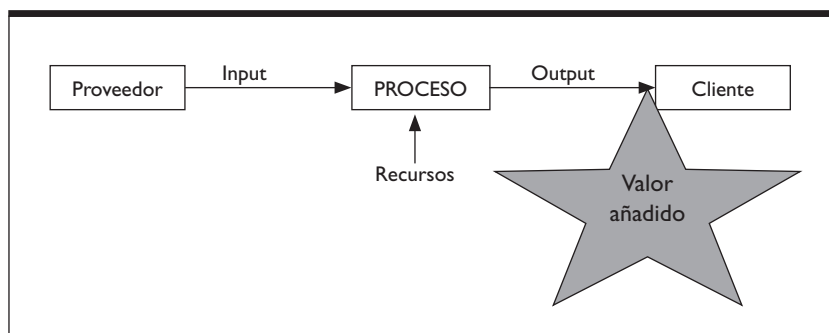 Proveedor
Input
PROCESO
Output
Cliente
Recursos
Valor
añadido